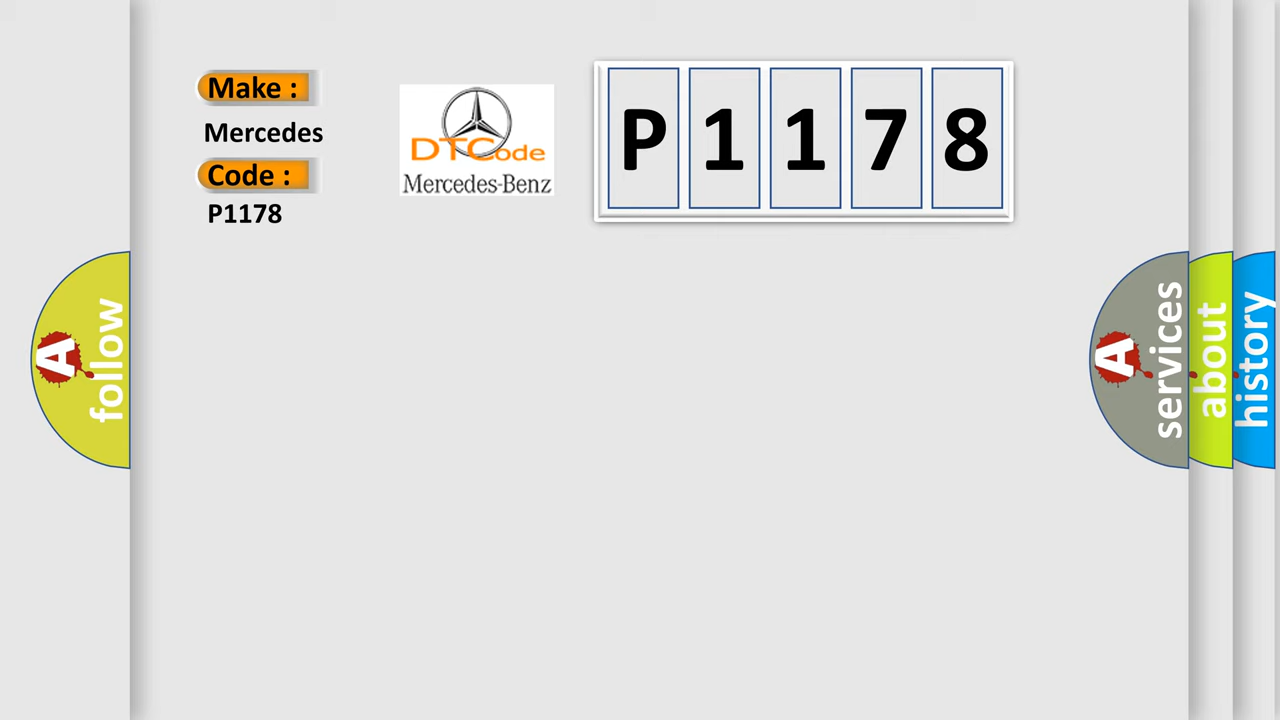 Make :
Mercedes
Code :
P1178
DTCode
Mercedes-Benz
P 1 1 7 8
A follow
A services
about
history